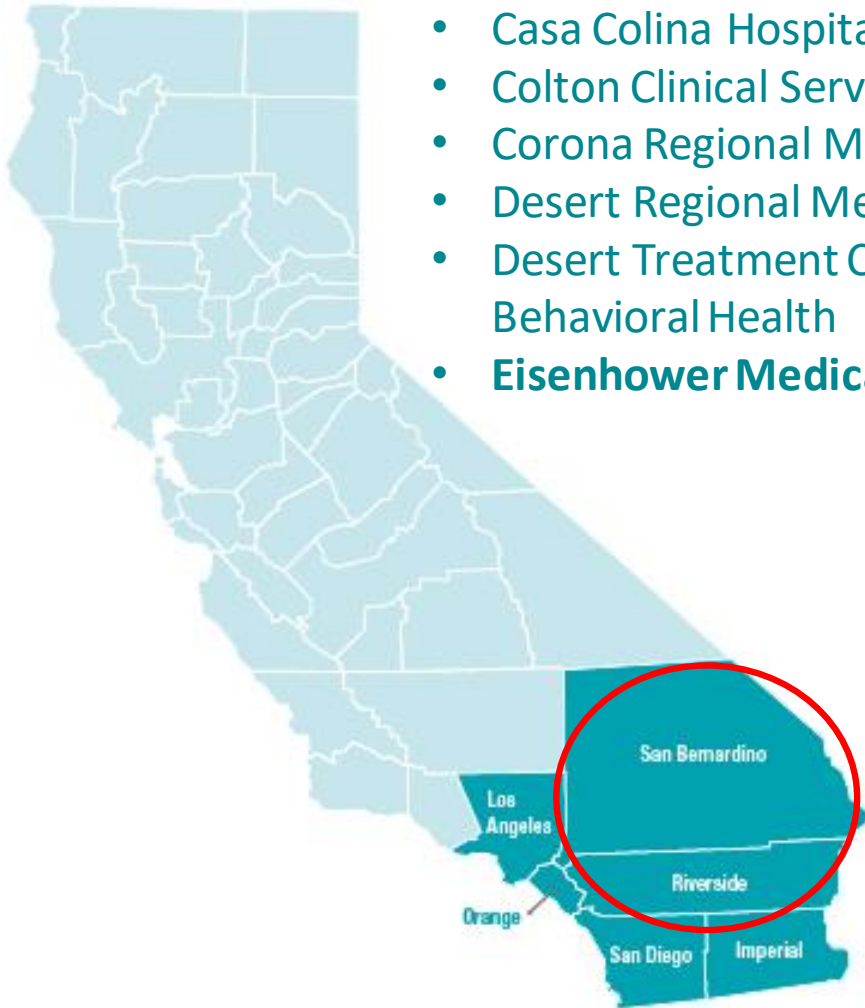 • Casa Colina Hospita
• Colton Clinical Serv
• Corona Regional M
• Desert Regional Me
• Desert Treatment C
Behavioral Health
• Eisenhower Medica
San Bernardino
Los
Angeles
Riverside
Orange
San Diego
Imperial